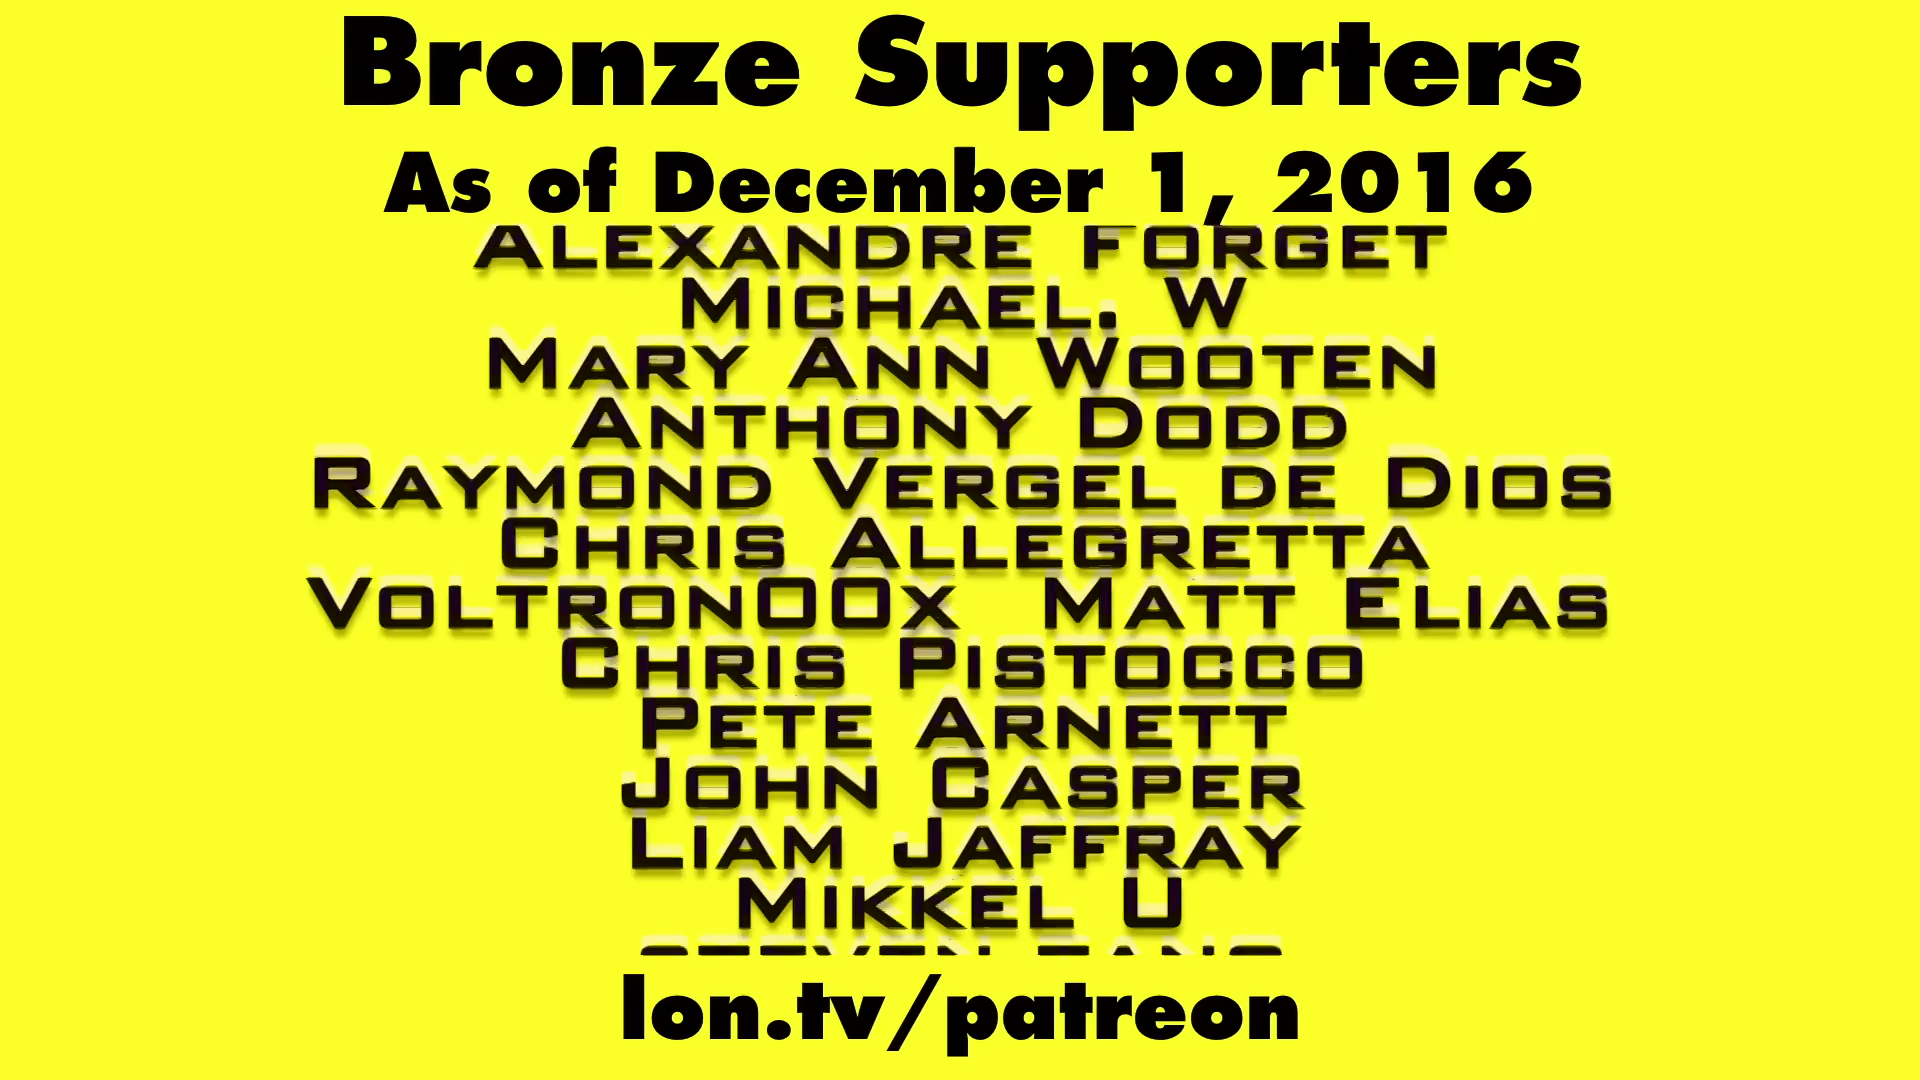 Bronze Supporters
As of December 1, 2016
Alexandre Forget
Michael. W
Mary Ann Wooten
Anthony Dodd
Raymond Vergel de Dios
Chris Allegretta
Voltron00x Matt Elias
Chris Pistocco
Pete Arnett
John Casper
Liam Jaffray
Mikkel U
lon.tv/patreon